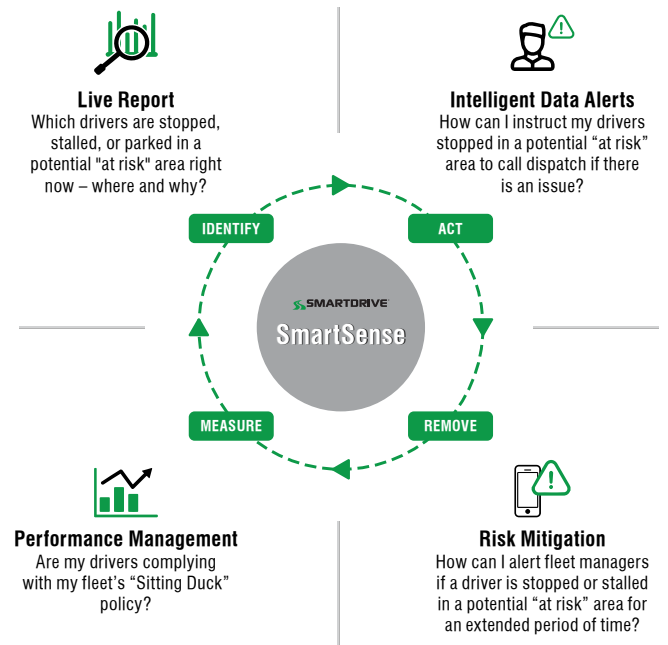 Live Report
Which drivers are stopped,
stalled, or parked in a
potential "at risk" area right
now – where and why?
Intelligent Data Alerts
How can I instruct my drivers
stopped in a potential “at risk”
area to call dispatch if there
is an issue?
IDENTIFY
ACT
SMARTDRIVE
SmartSense
MEASURE
REMOVE
Performance Management
Are my drivers complying
with my fleet’s “Sitting Duck”
policy?
Risk Mitigation
How can I alert fleet managers
if a driver is stopped or stalled
in a potential “at risk” area for
an extended period of time?